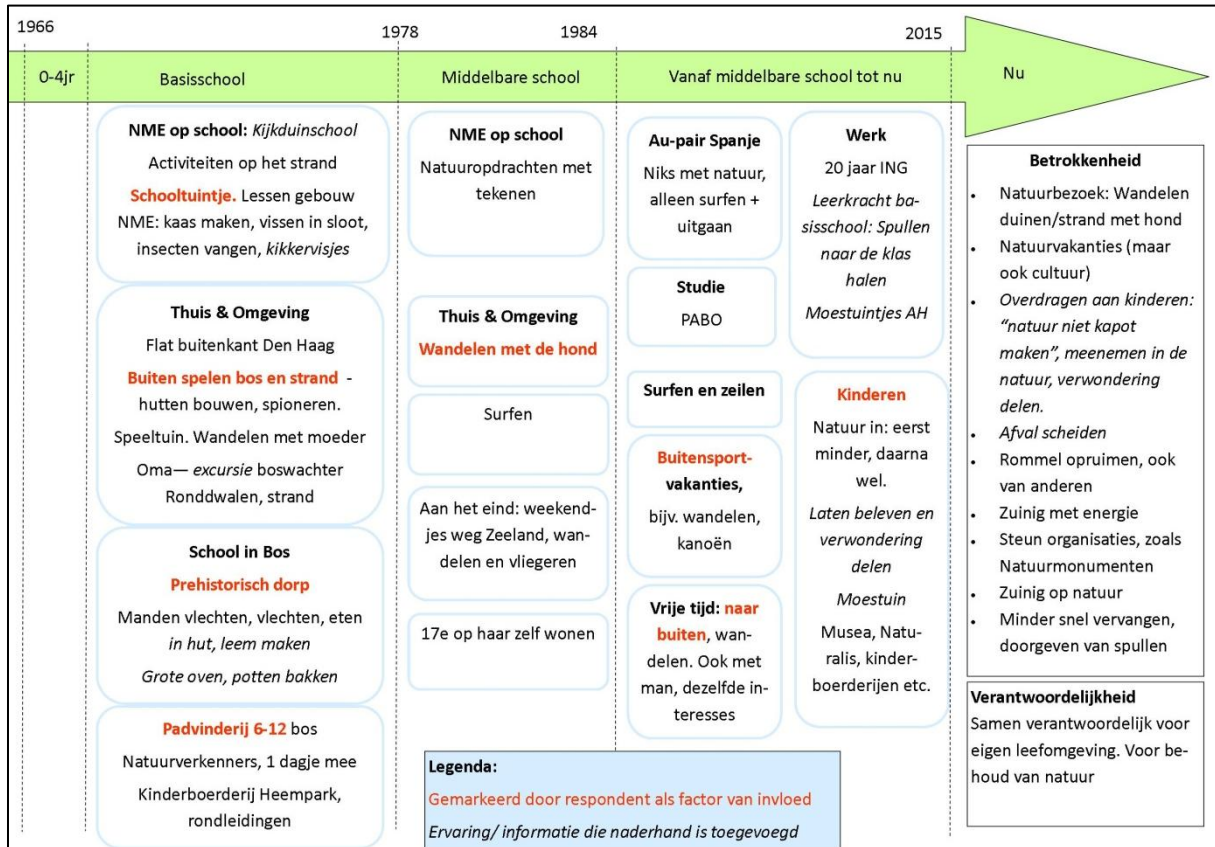 1966
1978
1984
2015
0-4jr
Basisschool
Middelbare school
Vanaf middelbare school tot nu
Nu
NME op school: Kijkduinschool
Activiteiten op het strand
Schooltuintje. Lessen gebouw
NME: kaas maken, vissen in sloot,
insecten vangen, kikkervisjes
Thuis & Omgeving
Flat buitenkant Den Haag
Buiten spelen bos en strand -
hutten bouwen, spioneren.
Speeltuin. Wandelen met moeder
Oma— excursie boswachter
Ronddwalen, strand
School in Bos
Prehistorisch dorp
Manden vlechten, vlechten, eten
in hut, leem maken
Grote oven, potten bakken
Padvinderij 6-12 bos
Natuurverkenners, 1 dagje mee
Kinderboerderij Heempark,
rondleidingen
NME op school
Natuuropdrachten met
tekenen
Thuis & Omgeving
Wandelen met de hond
Surfen
Aan het eind: weekend-
jes weg Zeeland, wan-
delen en vliegeren
17e op haar zelf wonen
Au-pair Spanje
Niks met natuur,
alleen surfen +
uitgaan
Studie
PABO
Surfen en zeilen
Buitensport-
vakanties,
bijv. wandelen,
kanoën
Vrije tijd: naar
buiten, wan-
delen. Ook met
man, dezelfde in-
teresses
Werk
20 jaar ING
Leerkracht ba-
sisschool: Spullen
naar de klas
halen
Moestuintjes AH
Kinderen
Natuur in: eerst
minder, daarna
wel.
Laten beleven en
verwondering
delen
Moestuin
Musea, Natu-
ralis, kinder-
boerderijen etc.
Betrokkenheid
• Natuurbezoek: Wandelen
duinen/strand met hond
• Natuurvakanties (maar
ook cultuur)
• Overdragen aan kinderen:
“natuur niet kapot
maken”, meenemen in de
natuur, verwondering
delen.
• Afval scheiden
• Rommel opruimen, ook
van anderen
• Zuinig met energie
• Steun organisaties, zoals
Natuurmonumenten
• Zuinig op natuur
• Minder snel vervangen,
doorgeven van spullen
Verantwoordelijkheid
Samen verantwoordelijk voor
eigen leefomgeving. Voor be-
houd van natuur
Legenda:
Gemarkeerd door respondent als factor van invloed
Ervaring/ informatie die naderhand is toegevoegd